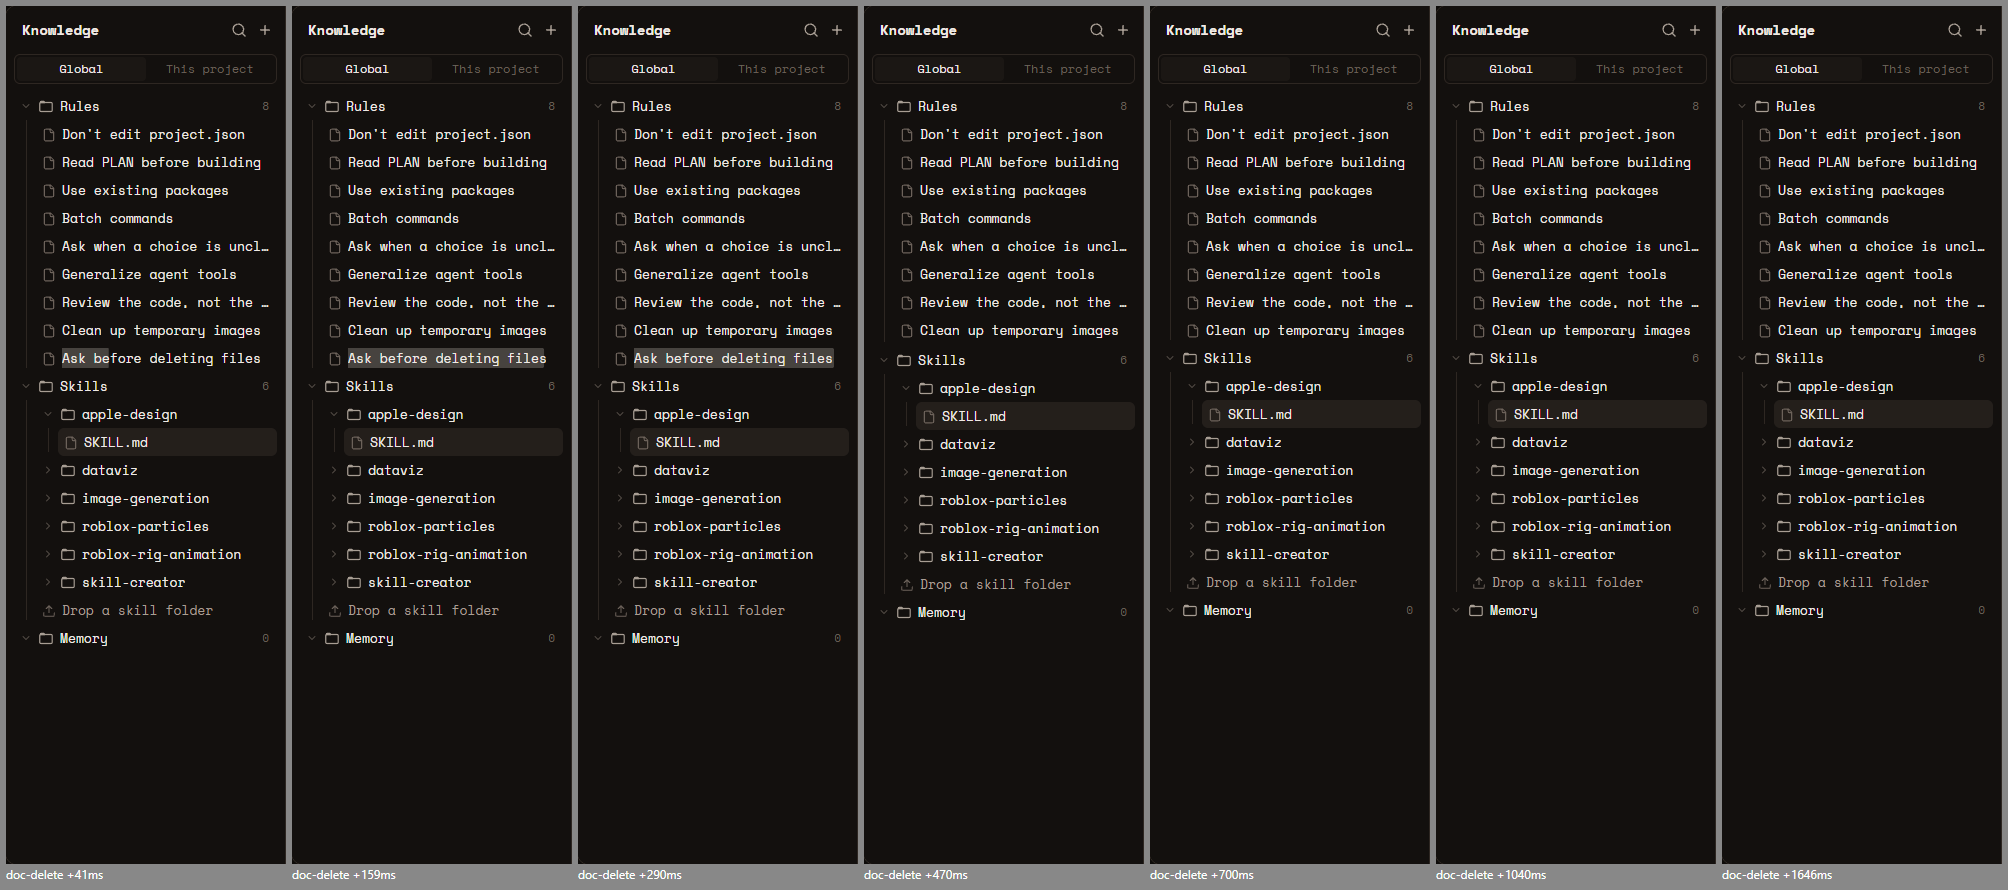 Knowledge
Global This project
Rules 8
Don't edit project.json
Read PLAN before building
Use existing packages
Batch commands
Ask when a choice is uncl…
Generalize agent tools
Review the code, not the …
Clean up temporary images
Ask before deleting files
Skills 6
apple-design
SKILL.md
dataviz
image-generation
roblox-particles
roblox-rig-animation
skill-creator
Drop a skill folder
Memory 0
doc-delete +41ms
Knowledge
Global This project
Rules 8
Don't edit project.json
Read PLAN before building
Use existing packages
Batch commands
Ask when a choice is uncl…
Generalize agent tools
Review the code, not the …
Clean up temporary images
Ask before deleting files
Skills 6
apple-design
SKILL.md
dataviz
image-generation
roblox-particles
roblox-rig-animation
skill-creator
Drop a skill folder
Memory 0
doc-delete +159ms
Knowledge
Global This project
Rules 8
Don't edit project.json
Read PLAN before building
Use existing packages
Batch commands
Ask when a choice is uncl…
Generalize agent tools
Review the code, not the …
Clean up temporary images
Ask before deleting files
Skills 6
apple-design
SKILL.md
dataviz
image-generation
roblox-particles
roblox-rig-animation
skill-creator
Drop a skill folder
Memory 0
doc-delete +290ms
Knowledge
Global This project
Rules 8
Don't edit project.json
Read PLAN before building
Use existing packages
Batch commands
Ask when a choice is uncl…
Generalize agent tools
Review the code, not the …
Clean up temporary images
Skills 6
apple-design
SKILL.md
dataviz
image-generation
roblox-particles
roblox-rig-animation
skill-creator
Drop a skill folder
Memory 0
doc-delete +470ms
Knowledge
Global This project
Rules 8
Don't edit project.json
Read PLAN before building
Use existing packages
Batch commands
Ask when a choice is uncl…
Generalize agent tools
Review the code, not the …
Clean up temporary images
Skills 6
apple-design
SKILL.md
dataviz
image-generation
roblox-particles
roblox-rig-animation
skill-creator
Drop a skill folder
Memory 0
doc-delete +700ms
Knowledge
Global This project
Rules 8
Don't edit project.json
Read PLAN before building
Use existing packages
Batch commands
Ask when a choice is uncl…
Generalize agent tools
Review the code, not the …
Clean up temporary images
Skills 6
apple-design
SKILL.md
dataviz
image-generation
roblox-particles
roblox-rig-animation
skill-creator
Drop a skill folder
Memory 0
doc-delete +1040ms
Knowledge
Global This project
Rules 8
Don't edit project.json
Read PLAN before building
Use existing packages
Batch commands
Ask when a choice is uncl…
Generalize agent tools
Review the code, not the …
Clean up temporary images
Skills 6
apple-design
SKILL.md
dataviz
image-generation
roblox-particles
roblox-rig-animation
skill-creator
Drop a skill folder
Memory 0
doc-delete +1646ms